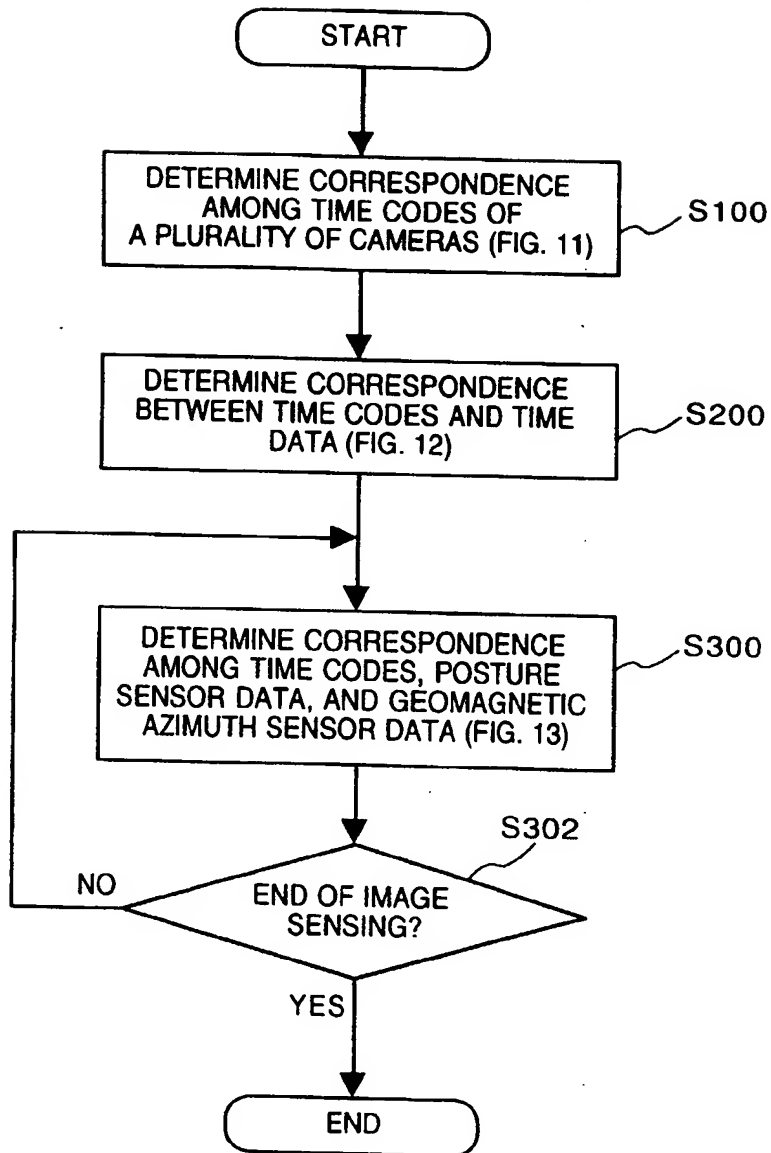 START
DETERMINE CORRESPONDENCE
AMONG TIME CODES OF
A PLURALITY OF CAMERAS (FIG. 11)
S100
DETERMINE CORRESPONDENCE
BETWEEN TIME CODES AND TIME
DATA (FIG. 12)
S200
DETERMINE CORRESPONDENCE
AMONG TIME CODES, POSTURE
SENSOR DATA, AND GEOMAGNETIC
AZIMUTH SENSOR DATA (FIG. 13)
S300
S302
NO
END OF IMAGE
SENSING?
YES
END